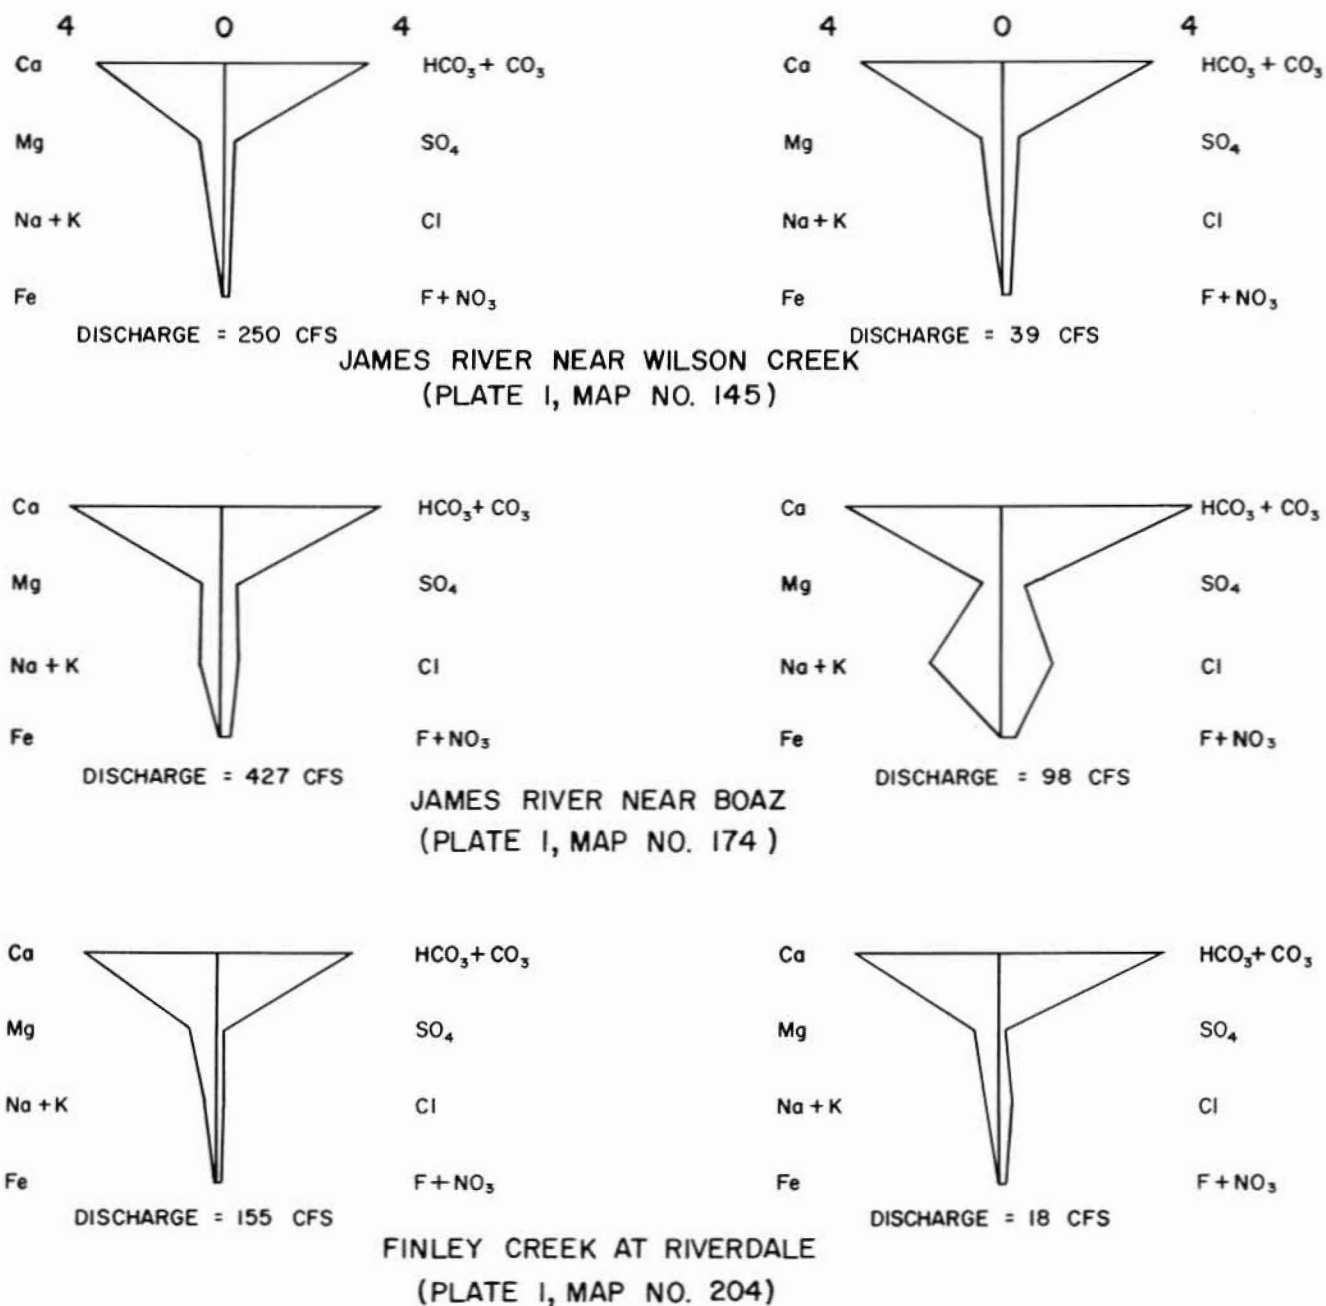 4 0 4 4 0 4
Ca HCO₃ + CO₃ Ca HCO₃ + CO₃
Mg SO₄ Mg SO₄
Na + K Cl Na + K Cl
Fe F + NO₃ Fe F + NO₃
DISCHARGE = 250 CFS DISCHARGE = 39 CFS
JAMES RIVER NEAR WILSON CREEK
(PLATE I, MAP NO. 145)
Ca HCO₃ + CO₃ Ca HCO₃ + CO₃
Mg SO₄ Mg SO₄
Na + K Cl Na + K Cl
Fe F + NO₃ Fe F + NO₃
DISCHARGE = 427 CFS DISCHARGE = 98 CFS
JAMES RIVER NEAR BOAZ
(PLATE I, MAP NO. 174)
Ca HCO₃ + CO₃ Ca HCO₃ + CO₃
Mg SO₄ Mg SO₄
Na + K Cl Na + K Cl
Fe F + NO₃ Fe F + NO₃
DISCHARGE = 155 CFS DISCHARGE = 18 CFS
FINLEY CREEK AT RIVERDALE
(PLATE I, MAP NO. 204)